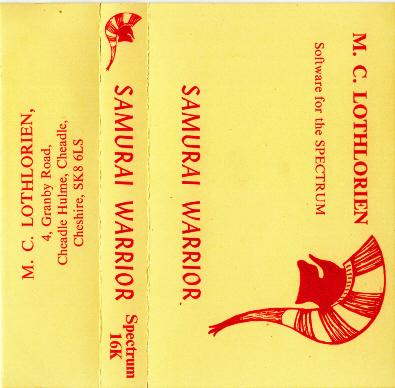 M. C. LOTHLORIEN
Software for the SPECTRUM
SAMURAI WARRIOR
SAMURAI WARRIOR
Spectrum
16K
M. C. LOTHLORIEN,
4, Granby Road,
Cheadle Hulme, Cheadle,
Cheshire, SK8 6LS